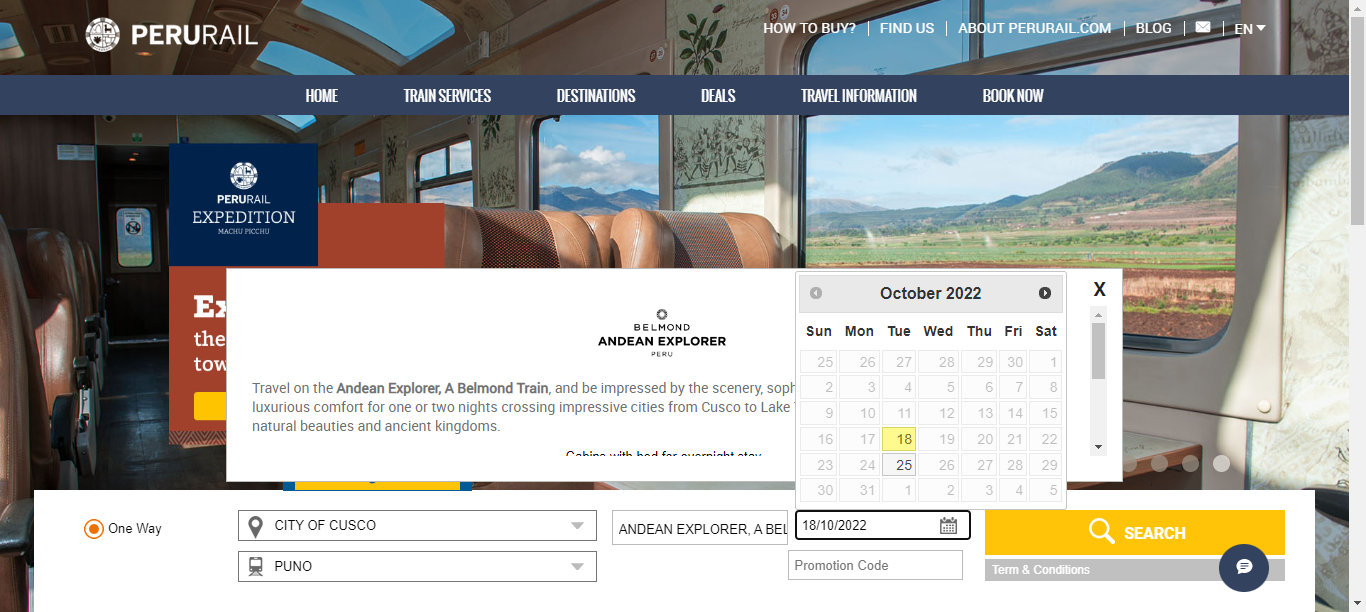 PERURAIL
HOW TO BUY?
FIND US
ABOUT PERURAIL.COM
BLOG
EN
HOME
TRAIN SERVICES
DESTINATIONS
DEALS
TRAVEL INFORMATION
BOOK NOW
PERURAIL
EXPEDITION
MACHU PICCHU
Ex
the
tow
BELMOND
ANDEAN EXPLORER
PERU
Travel on the Andean Explorer, A Belmond Train, and be impressed by the scenery, soph
luxurious comfort for one or two nights crossing impressive cities from Cusco to Lake
natural beauties and ancient kingdoms.
Cabins with bed for overnight stay
X
October 2022
Sun Mon Tue Wed Thu Fri Sat
25 26 27 28 29 30 1
2 3 4 5 6 7 8
9 10 11 12 13 14 15
16 17 18 19 20 21 22
23 24 25 26 27 28 29
30 31 1 2 3 4 5
One Way
CITY OF CUSCO
ANDEAN EXPLORER, A BEL
18/10/2022
SEARCH
PUNO
Promotion Code
Term & Conditions